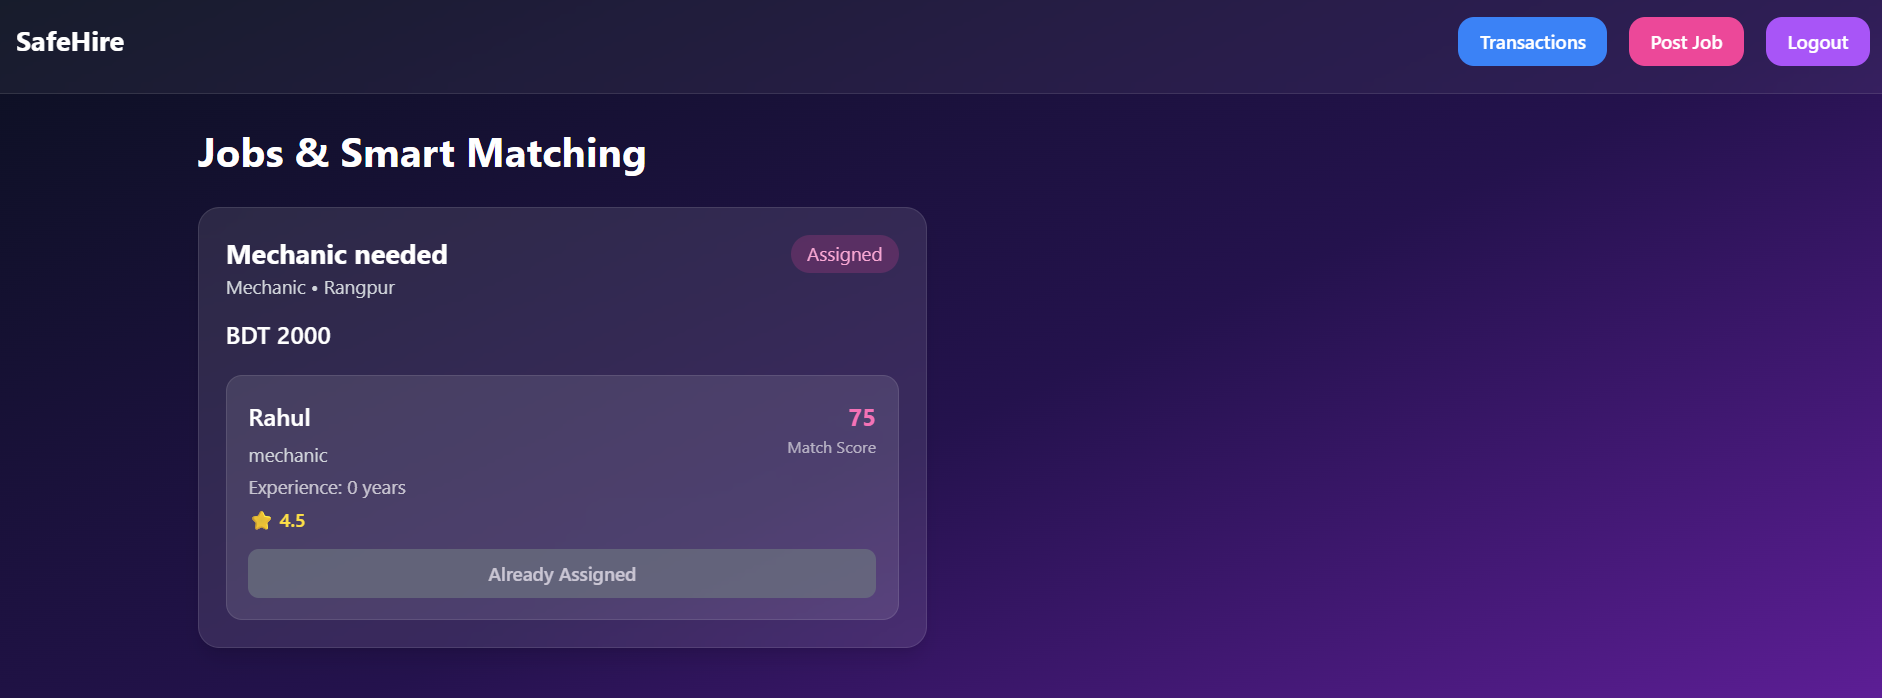 SafeHire
Transactions
Post Job
Logout
Jobs & Smart Matching
Mechanic needed
Assigned
Mechanic • Rangpur
BDT 2000
Rahul
75
Match Score
mechanic
Experience: 0 years
⭐ 4.5
Already Assigned